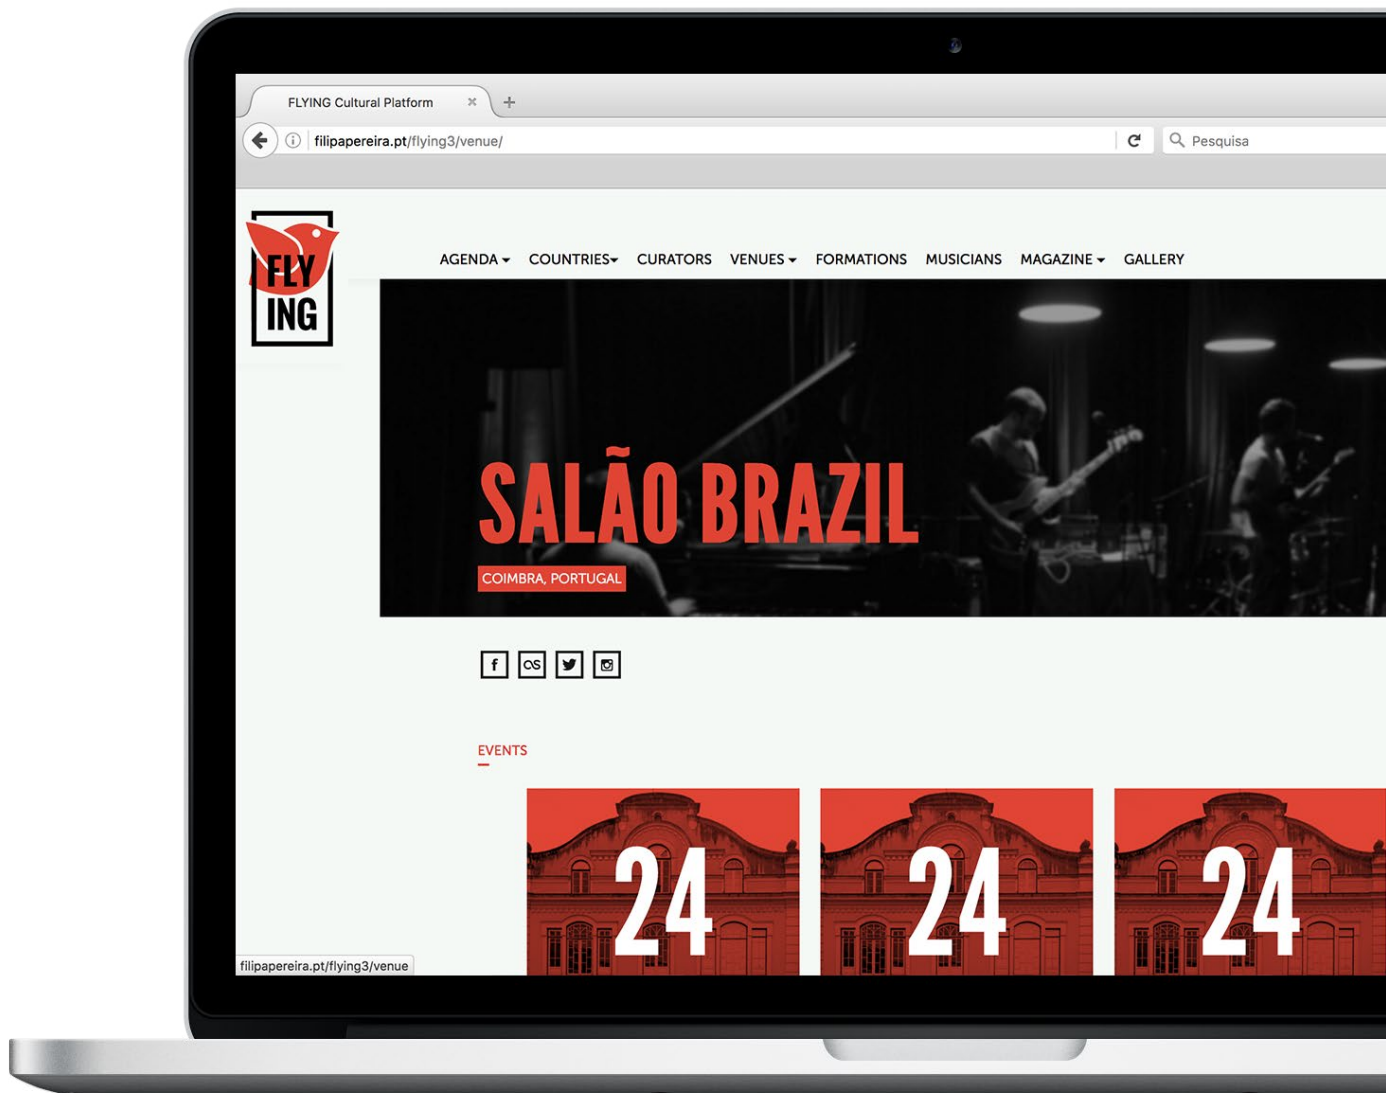 FLYING Cultural Platform
filipapereira.pt/flying3/venue/
Pesquisa
FLY
ING
AGENDA COUNTRIES CURATORS VENUES FORMATIONS MUSICIANS MAGAZINE GALLERY
SALÃO BRAZIL
COIMBRA, PORTUGAL
EVENTS
24 24 24
filipapereira.pt/flying3/venue